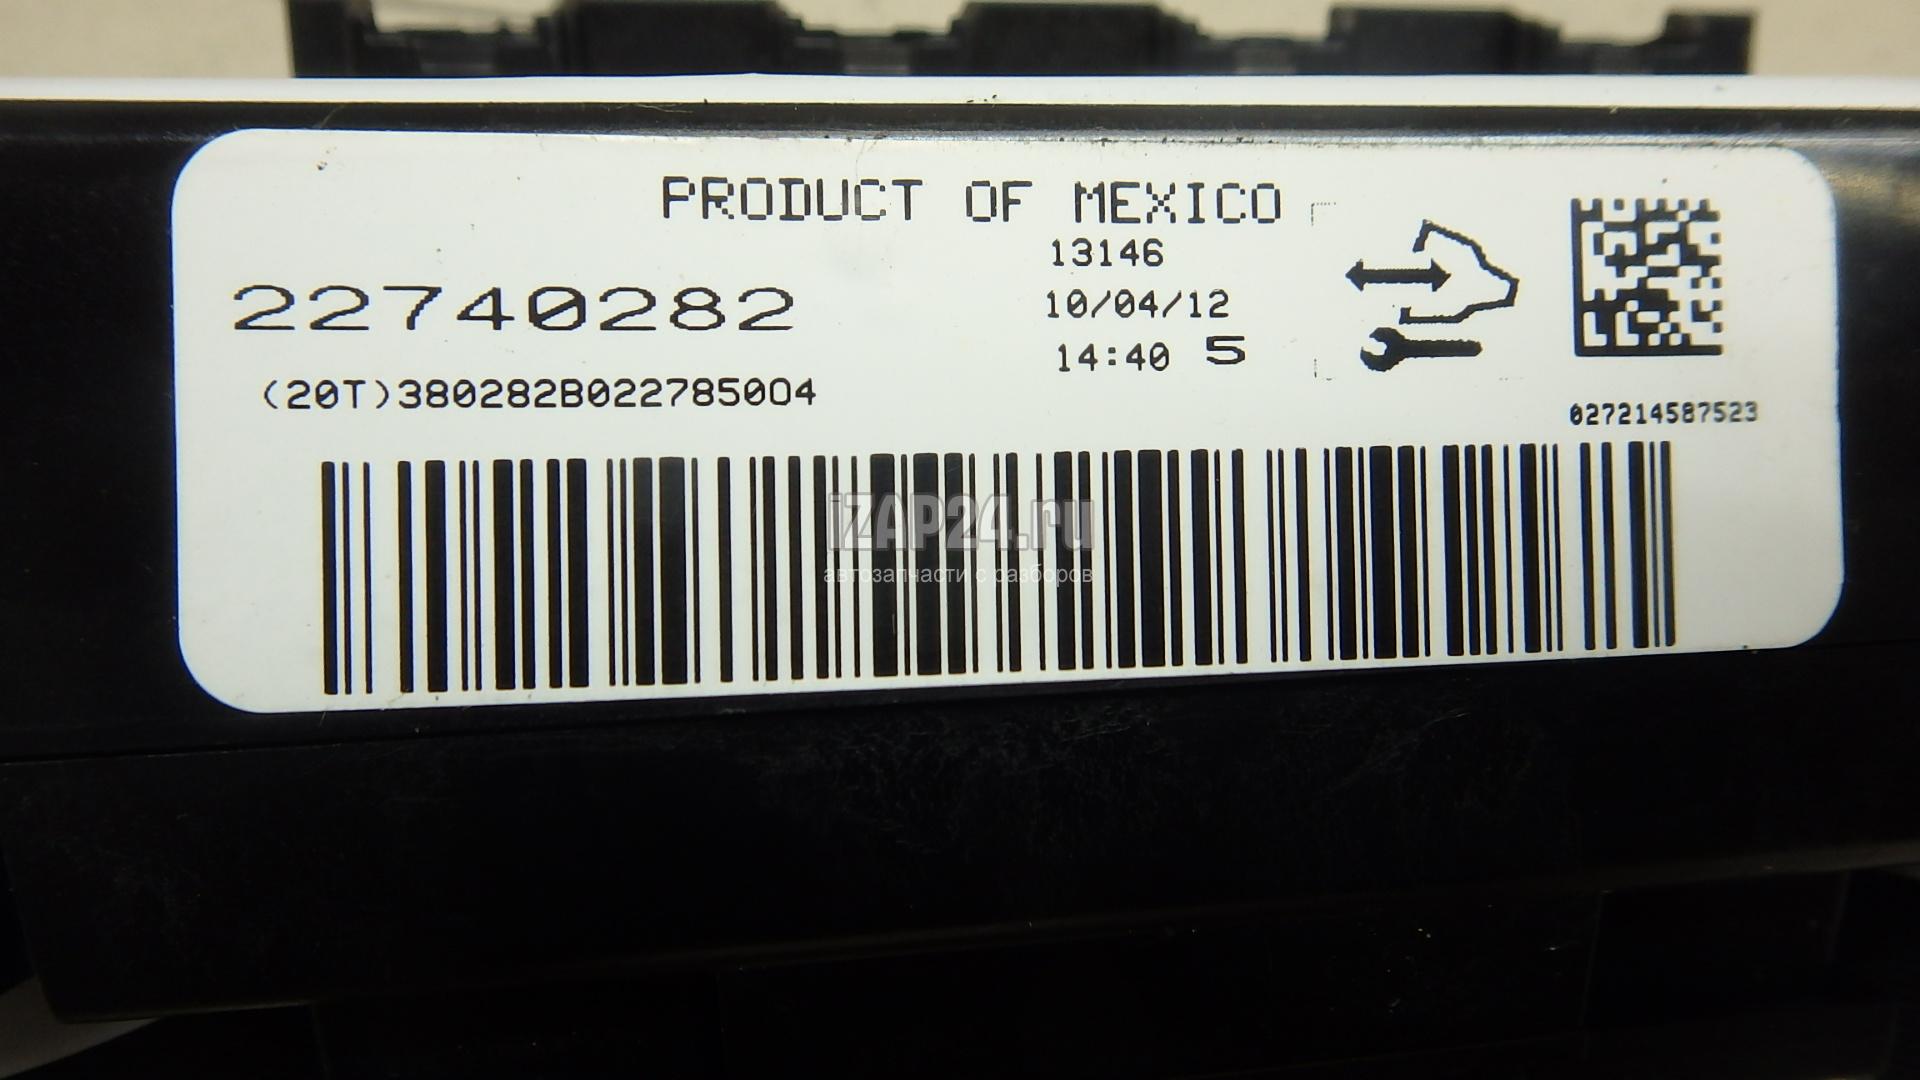 PRODUCT OF MEXICO
13146
22740282
10/04/12
14:40 5
(20T)380282B022785004
027214587523
iZAP24.ru
автозапчасти с разборов